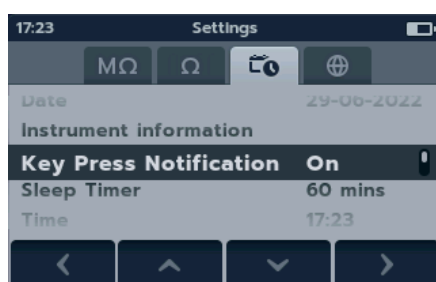 17:23 Settings
MΩ Ω
Date 29-06-2022
Instrument information
Key Press Notification On
Sleep Timer 60 mins
Time 17:23